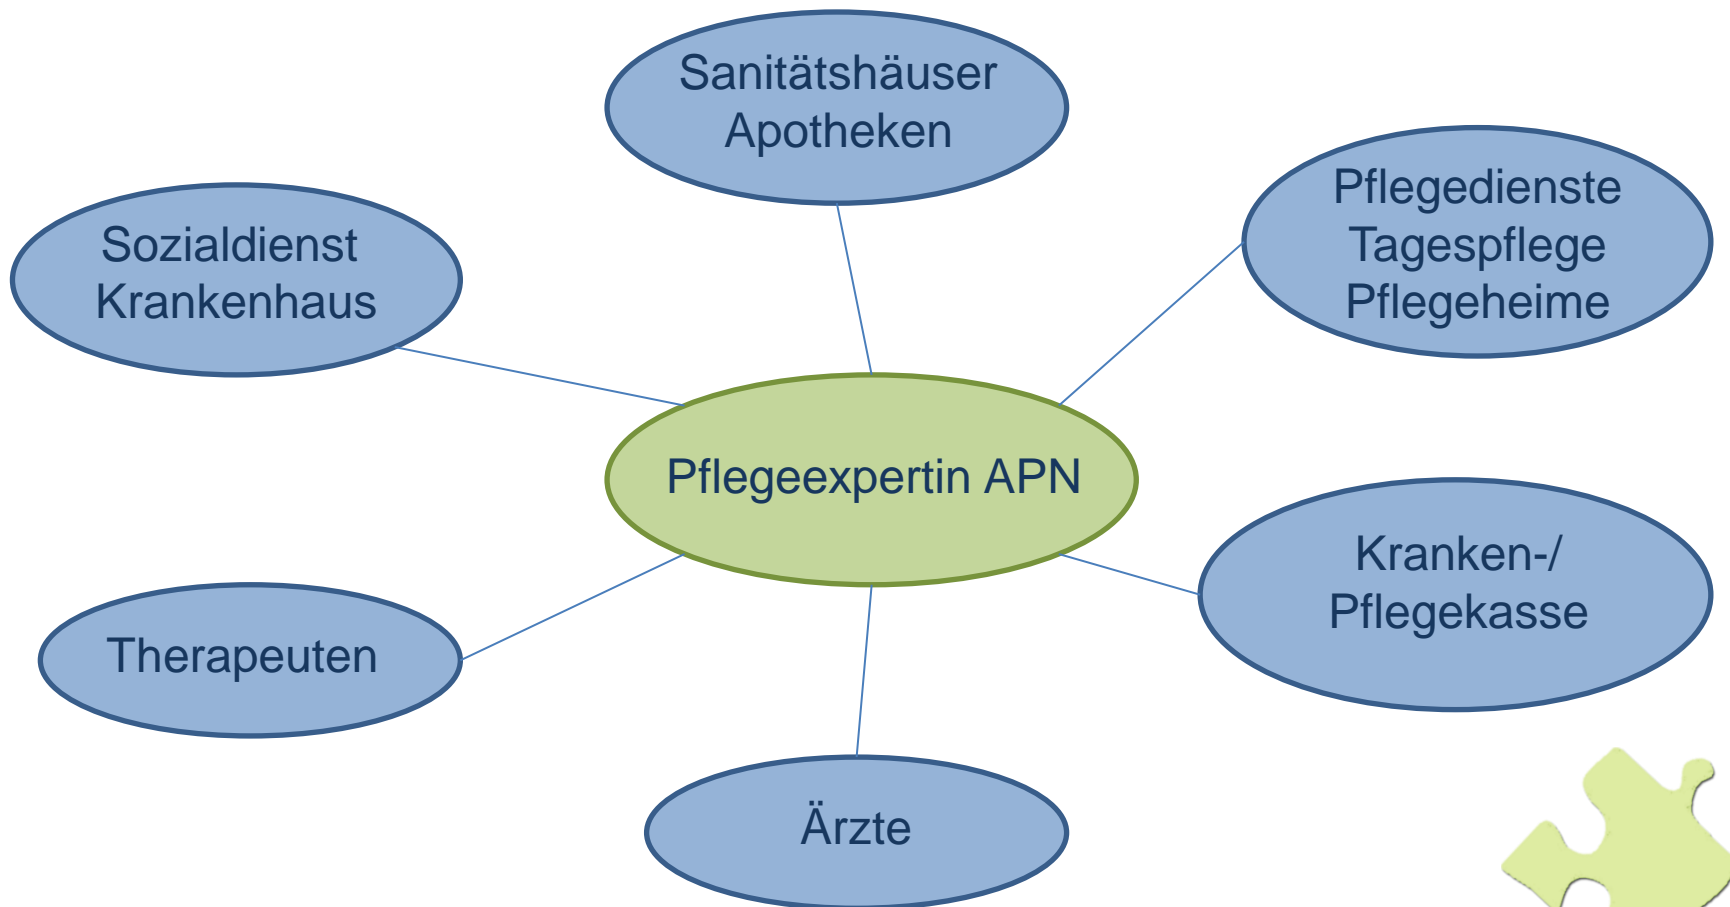 Sanitätshäuser
Apotheken
Pflegedienste
Tagespflege
Pflegeheime
Sozialdienst
Krankenhaus
Pflegeexpertin APN
Kranken-/
Pflegekasse
Therapeuten
Ärzte